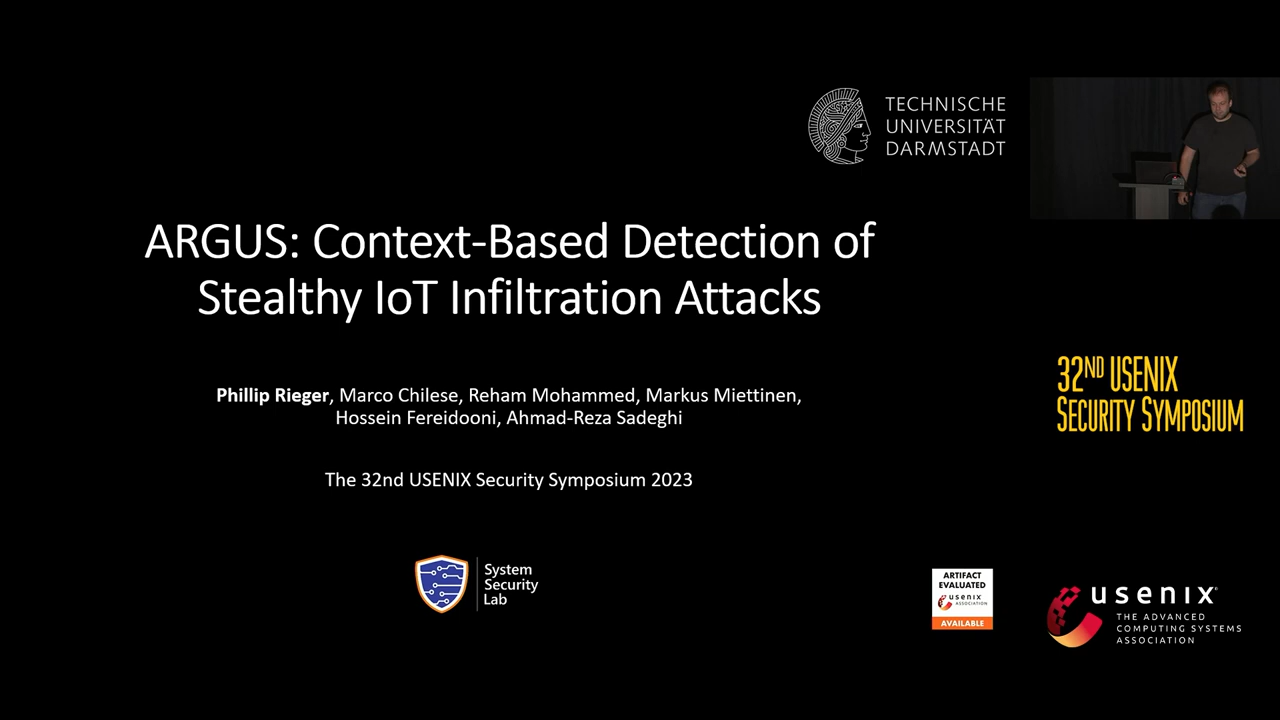 TECHNISCHE
UNIVERSITÄT
DARMSTADT
ARGUS: Context-Based Detection of
Stealthy IoT Infiltration Attacks
Phillip Rieger, Marco Chilese, Reham Mohammed, Markus Miettinen,
Hossein Fereidooni, Ahmad-Reza Sadeghi
The 32nd USENIX Security Symposium 2023
32ND USENIX
SECURITY SYMPOSIUM
System
Security
Lab
ARTIFACT
EVALUATED
usenix
ASSOCIATION
AVAILABLE
usenix
THE ADVANCED
COMPUTING SYSTEMS
ASSOCIATION